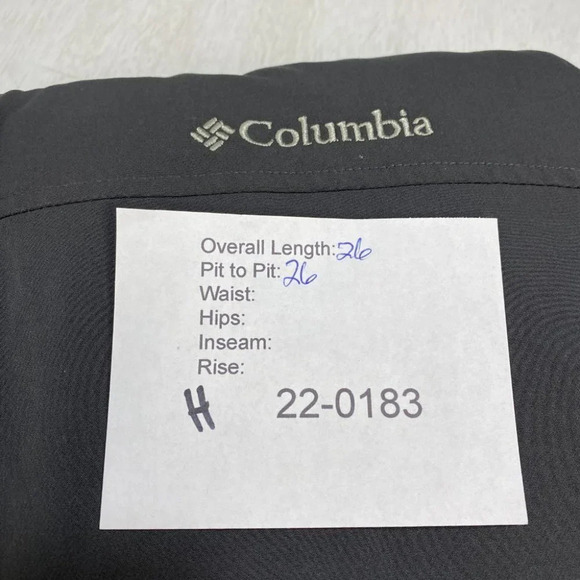 Columbia
Overall Length: 26
Pit to Pit: 26
Waist:
Hips:
Inseam:
Rise:
H 22-0183